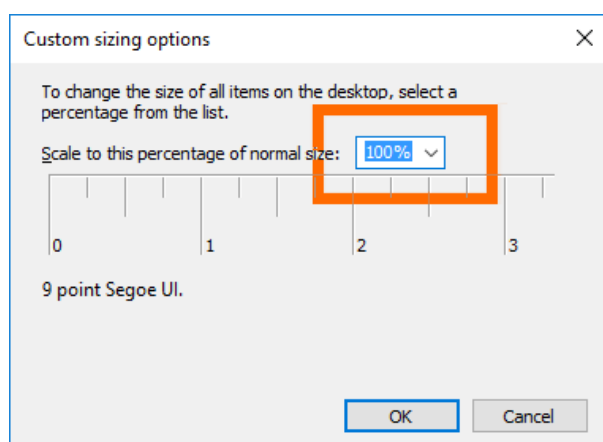 Custom sizing options
To change the size of all items on the desktop, select a
percentage from the list.
Scale to this percentage of normal size: 100%
0 1 2 3
9 point Segoe UI.
OK Cancel